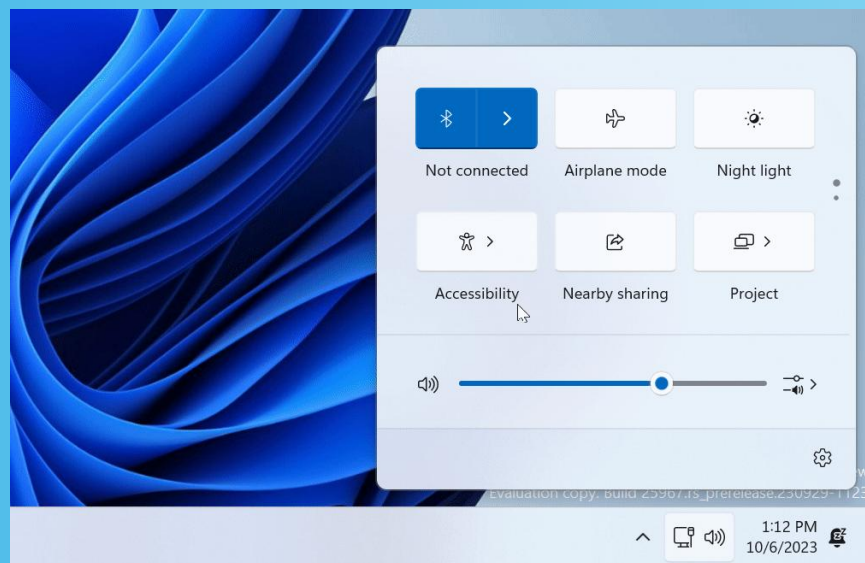 Not connected
Airplane mode
Night light
Accessibility
Nearby sharing
Project
Evaluation copy. Build 25967.rs_prerelease.230929-1123
1:12 PM
10/6/2023